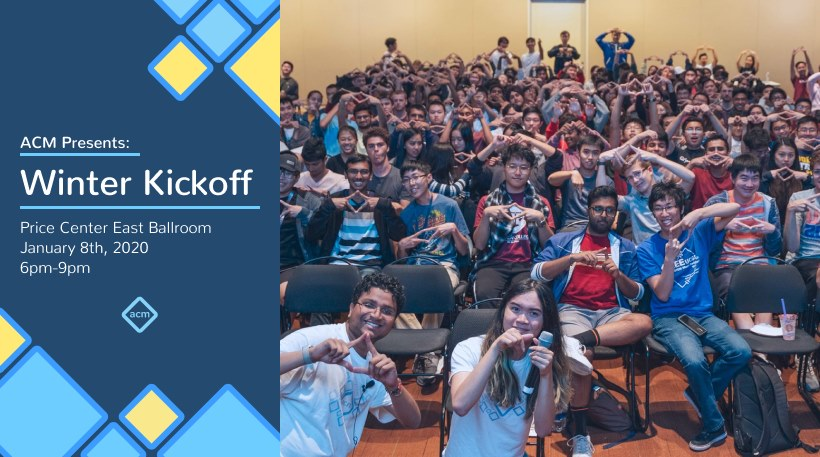 ACM Presents:
Winter Kickoff
Price Center East Ballroom
January 8th, 2020
6pm-9pm
acm